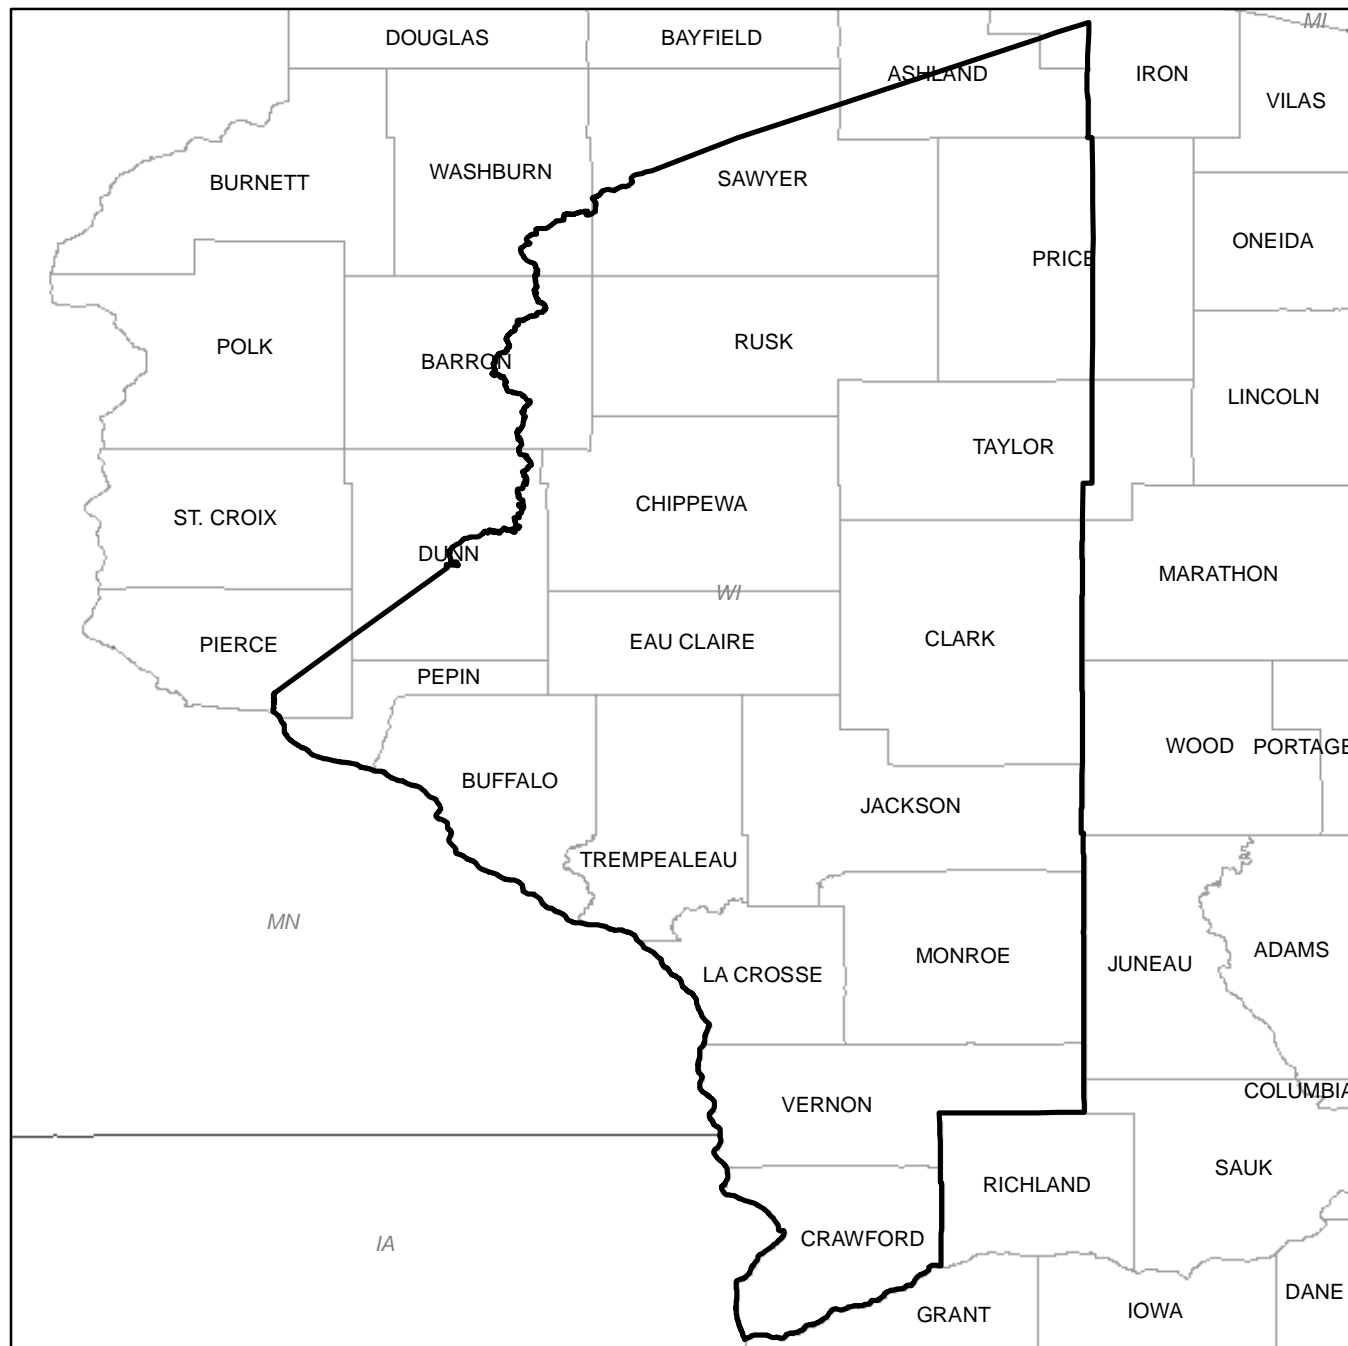 MI
DOUGLAS
BAYFIELD
ASHLAND
IRON
VILAS
BURNETT
WASHBURN
SAWYER
ONEIDA
PRICE
POLK
BARRON
RUSK
LINCOLN
TAYLOR
ST. CROIX
CHIPPEWA
DUNN
MARATHON
WI
PIERCE
EAU CLAIRE
CLARK
PEPIN
WOOD
PORTAGE
BUFFALO
JACKSON
TREMPEALEAU
MN
LA CROSSE
MONROE
JUNEAU
ADAMS
VERNON
COLUMBIA
RICHLAND
SAUK
IA
CRAWFORD
GRANT
IOWA
DANE